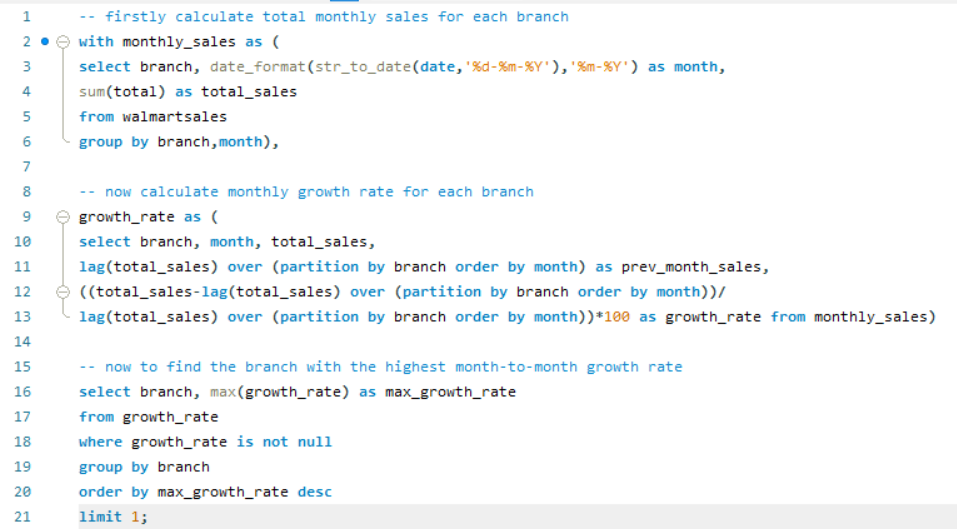 1 -- firstly calculate total monthly sales for each branch
2 with monthly_sales as (
3 select branch, date_format(str_to_date(date,'%d-%m-%Y'),'%m-%Y') as month,
4 sum(total) as total_sales
5 from walmartsales
6 group by branch,month),
7
8 -- now calculate monthly growth rate for each branch
9 growth_rate as (
10 select branch, month, total_sales,
11 lag(total_sales) over (partition by branch order by month) as prev_month_sales,
12 ((total_sales-lag(total_sales) over (partition by branch order by month))/
13 lag(total_sales) over (partition by branch order by month))*100 as growth_rate from monthly_sales)
14
15 -- now to find the branch with the highest month-to-month growth rate
16 select branch, max(growth_rate) as max_growth_rate
17 from growth_rate
18 where growth_rate is not null
19 group by branch
20 order by max_growth_rate desc
21 limit 1;